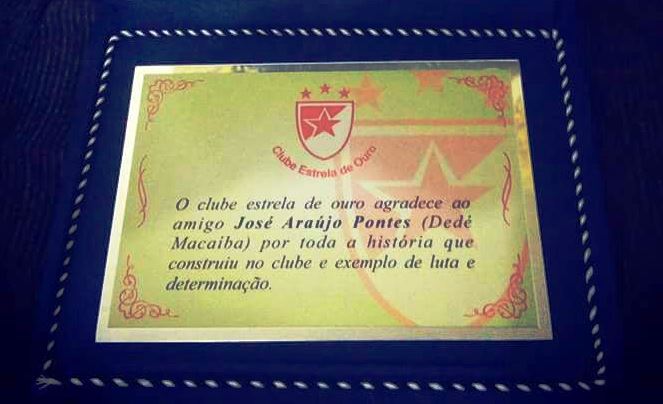 Clube Estrela de Ouro
O clube estrela de ouro agradece ao
amigo José Araújo Pontes (Dedé
Macaiba) por toda a história que
construiu no clube e exemplo de luta e
determinação.